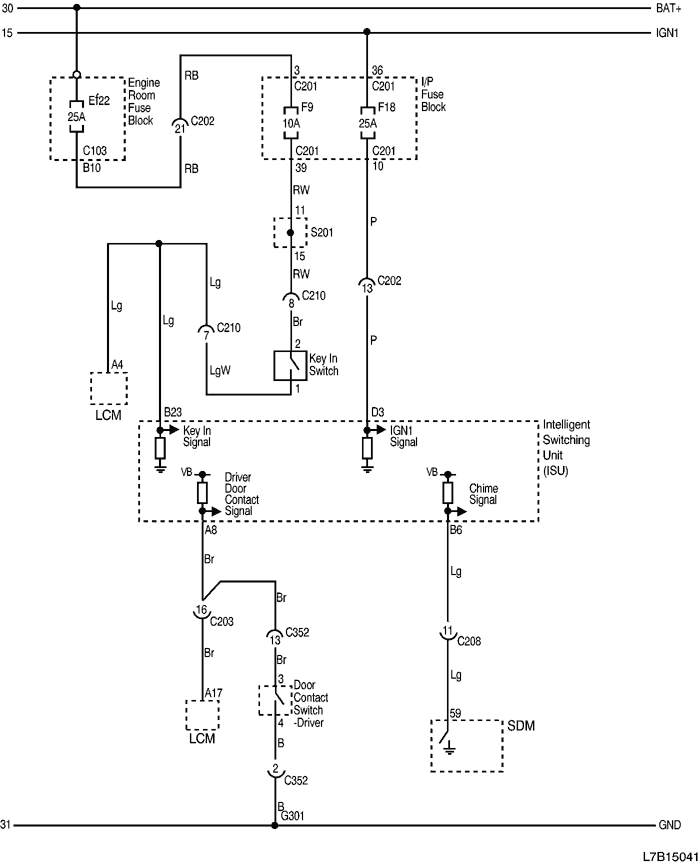 30
BAT+
15
IGN1
Engine
Room
Fuse
Block
Ef22
25A
C103
B10
RB
21
C202
RB
3
36
C201
C201
F9
10A
F18
25A
I/P
Fuse
Block
C201
C201
39
10
RW
P
11
S201
15
RW
8
C210
Br
13
C202
P
Lg
Lg
Lg
7
C210
LgW
2
Key In
Switch
1
A4
LCM
B23
D3
Key In
Signal
IGN1
Signal
Intelligent
Switching
Unit
(ISU)
VB
Driver
Door
Contact
Signal
VB
Chime
Signal
A8
B6
Br
Lg
16
C203
Br
13
C352
11
C208
Br
Br
Lg
A17
LCM
3
Door
Contact
Switch
-Driver
4
59
SDM
B
2
C352
B
G301
31
GND
L7B15041